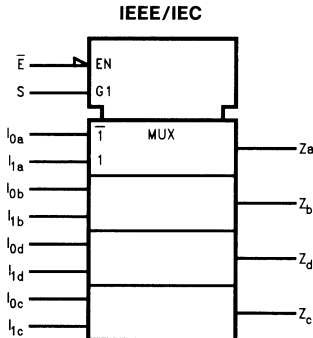 IEEE/IEC
E̅ EN
S G1
I0a 1̅ MUX Za
I1a 1
I0b Zb
I1b
I0d Zd
I1d
I0c Zc
I1c